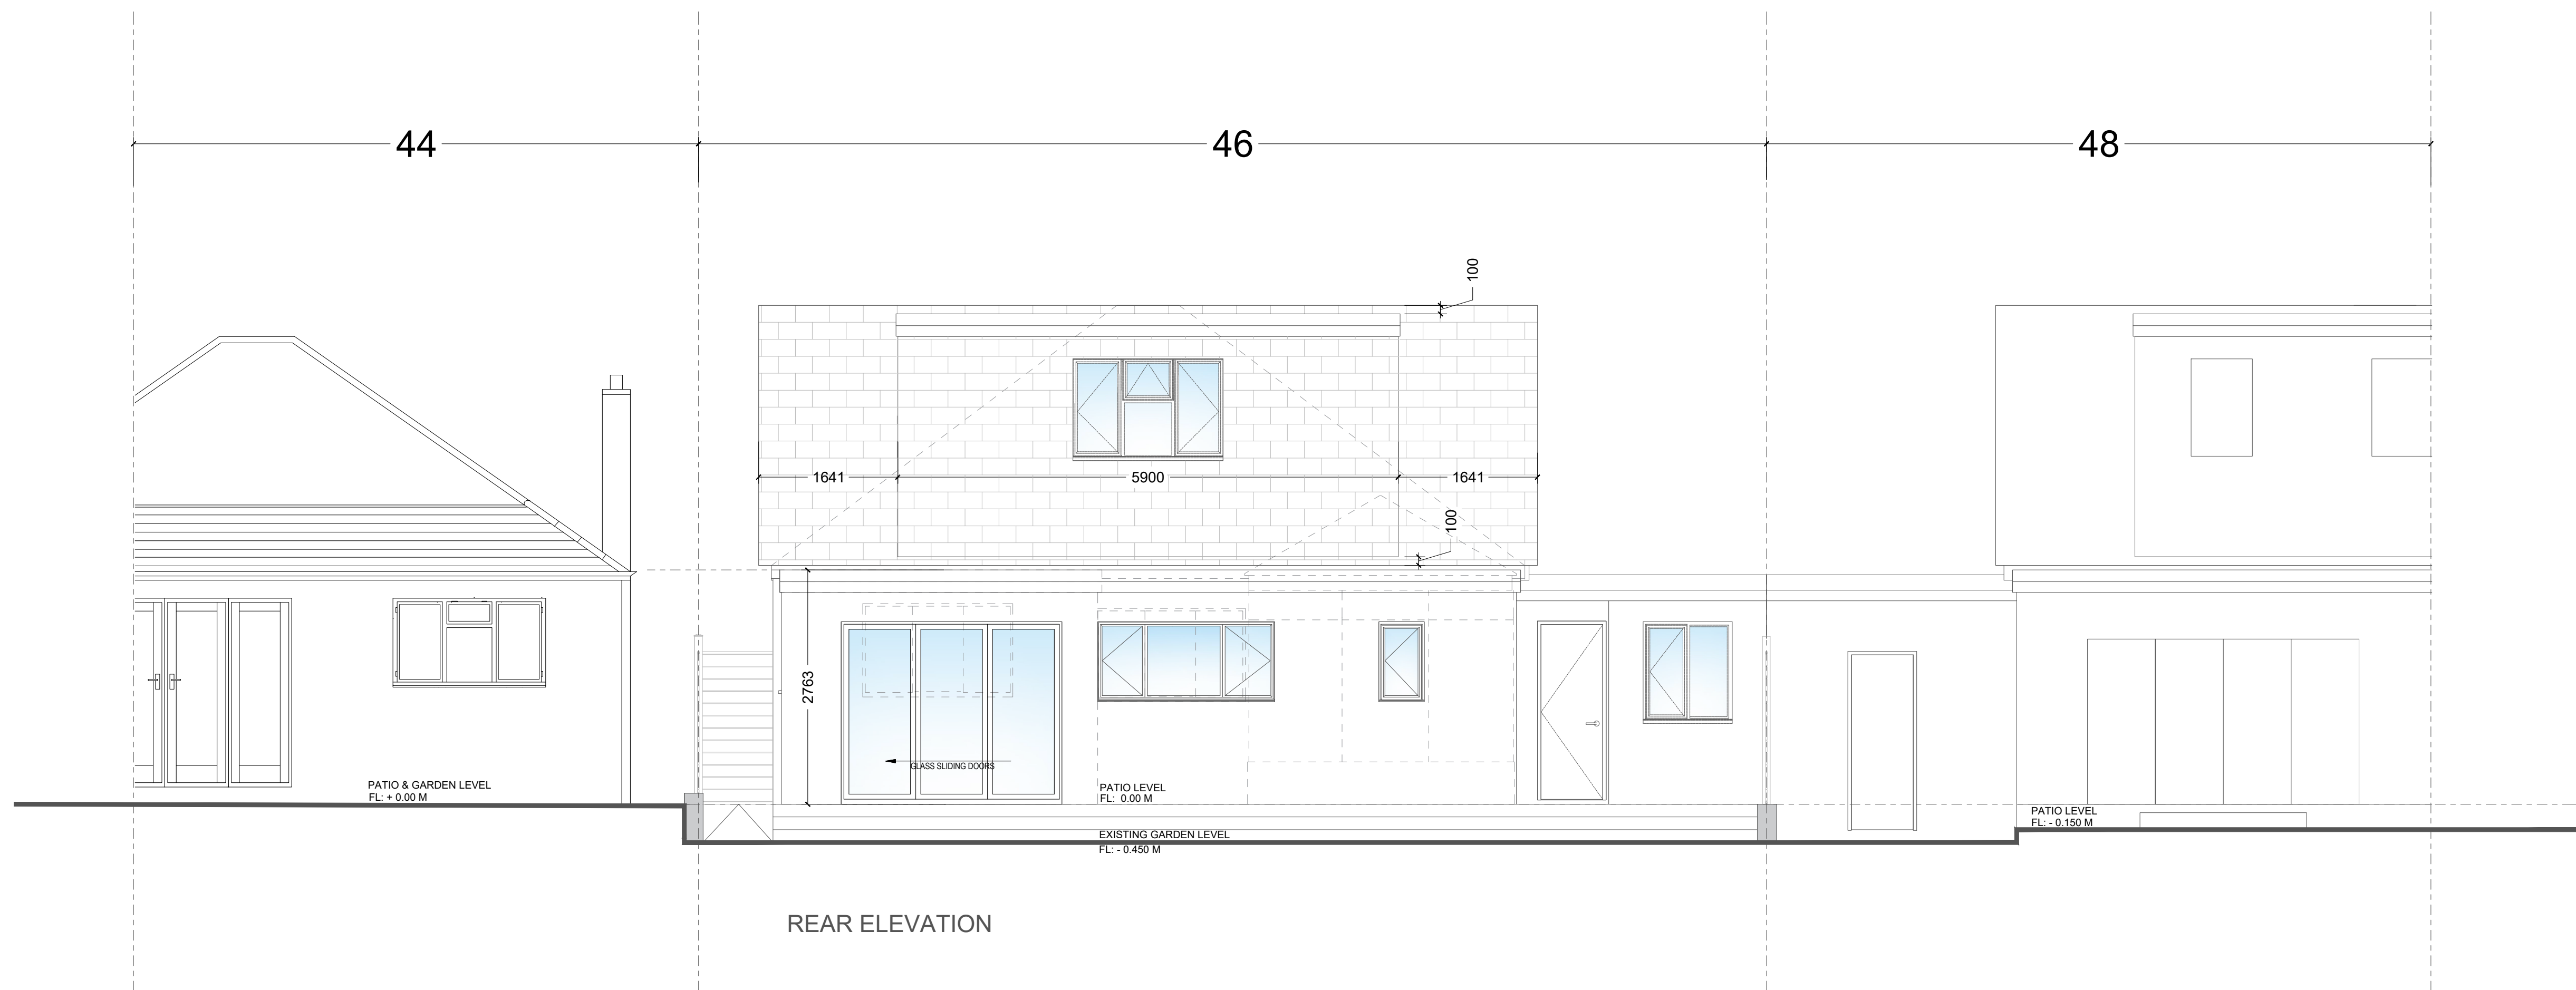 44
46
48
100
1641
5900
1641
100
2763
GLASS SLIDING DOORS
PATIO & GARDEN LEVEL
FL: + 0.00 M
PATIO LEVEL
FL: 0.00 M
PATIO LEVEL
FL: - 0.150 M
EXISTING GARDEN LEVEL
FL: - 0.450 M
REAR ELEVATION